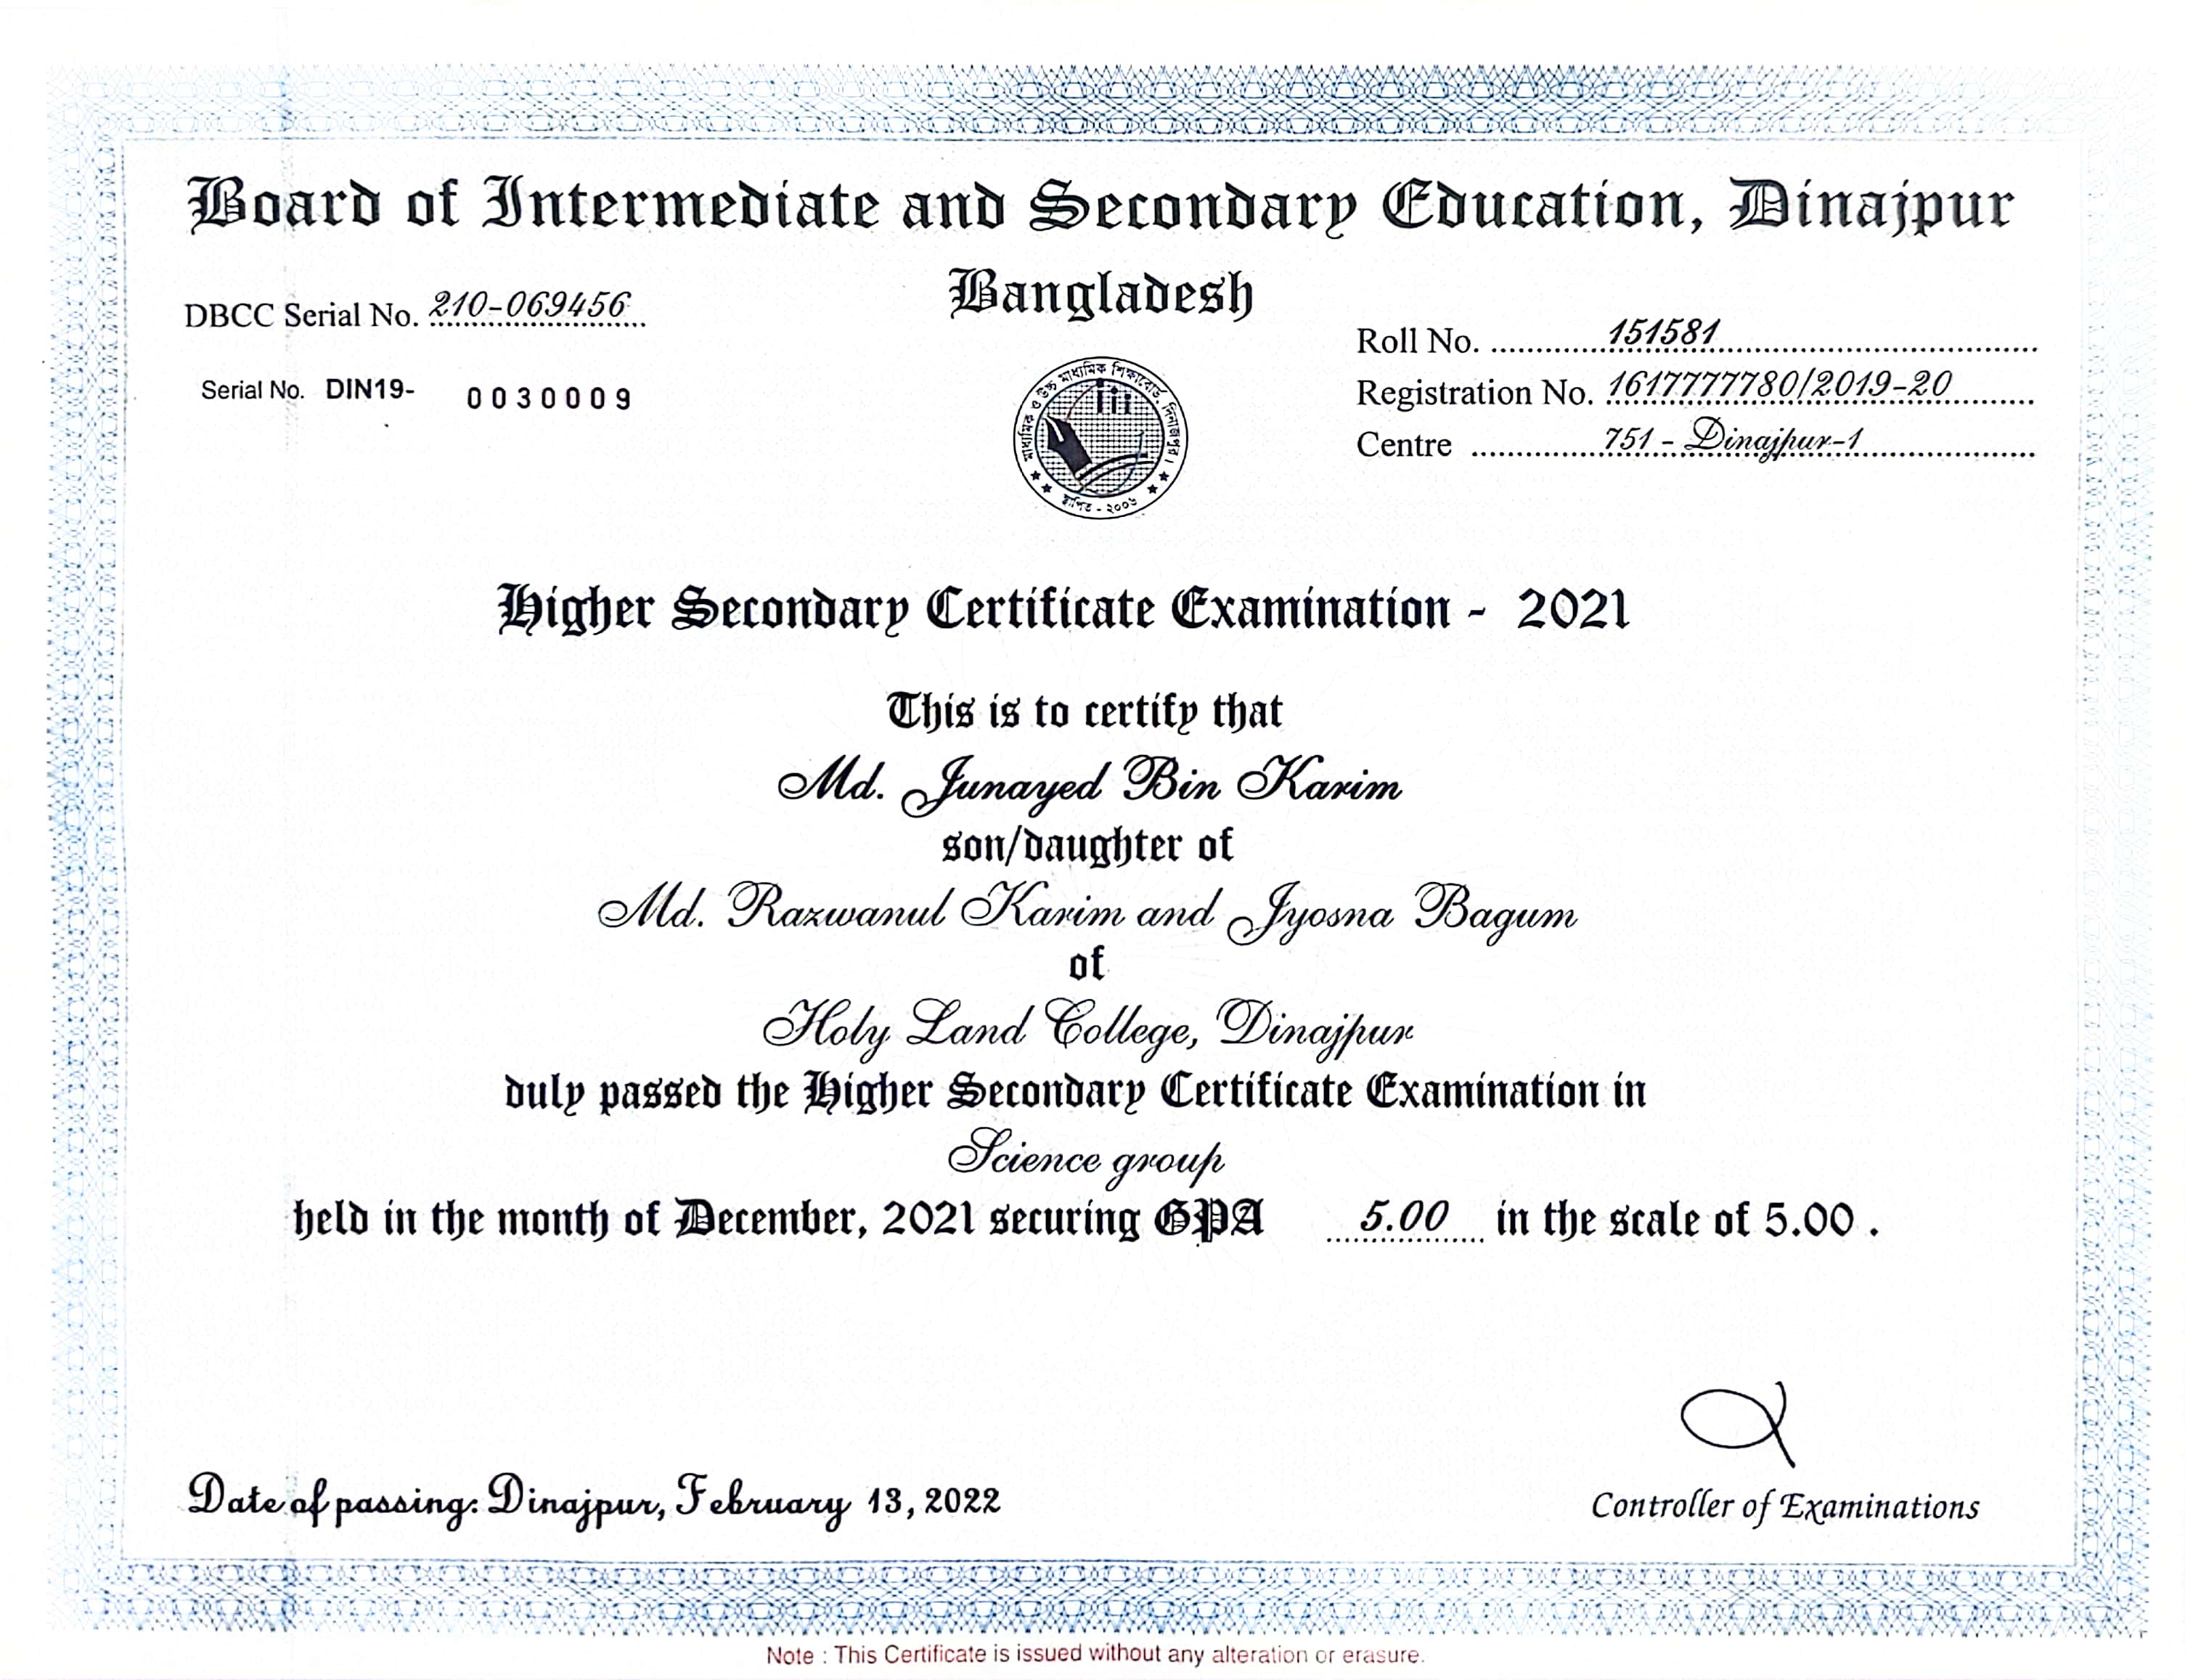 Board of Intermediate and Secondary Education, Dinajpur
Bangladesh
DBCC Serial No. 210-069456
Serial No. DIN19- 0030009
Roll No. 151581
Registration No. 1617777780/2019-20
Centre 751 - Dinajpur-1
মাধ্যমিক ও উচ্চ মাধ্যমিক শিক্ষাবোর্ড, দিনাজপুর।
স্থাপিত - ২০০৬
Higher Secondary Certificate Examination - 2021
This is to certify that
Md. Junayed Bin Karim
son/daughter of
Md. Razwanul Karim and Jyosna Bagum
of
Holy Land College, Dinajpur
duly passed the Higher Secondary Certificate Examination in
Science group
held in the month of December, 2021 securing GPA 5.00 in the scale of 5.00 .
Date of passing: Dinajpur, February 13, 2022
Controller of Examinations
Note : This Certificate is issued without any alteration or erasure.